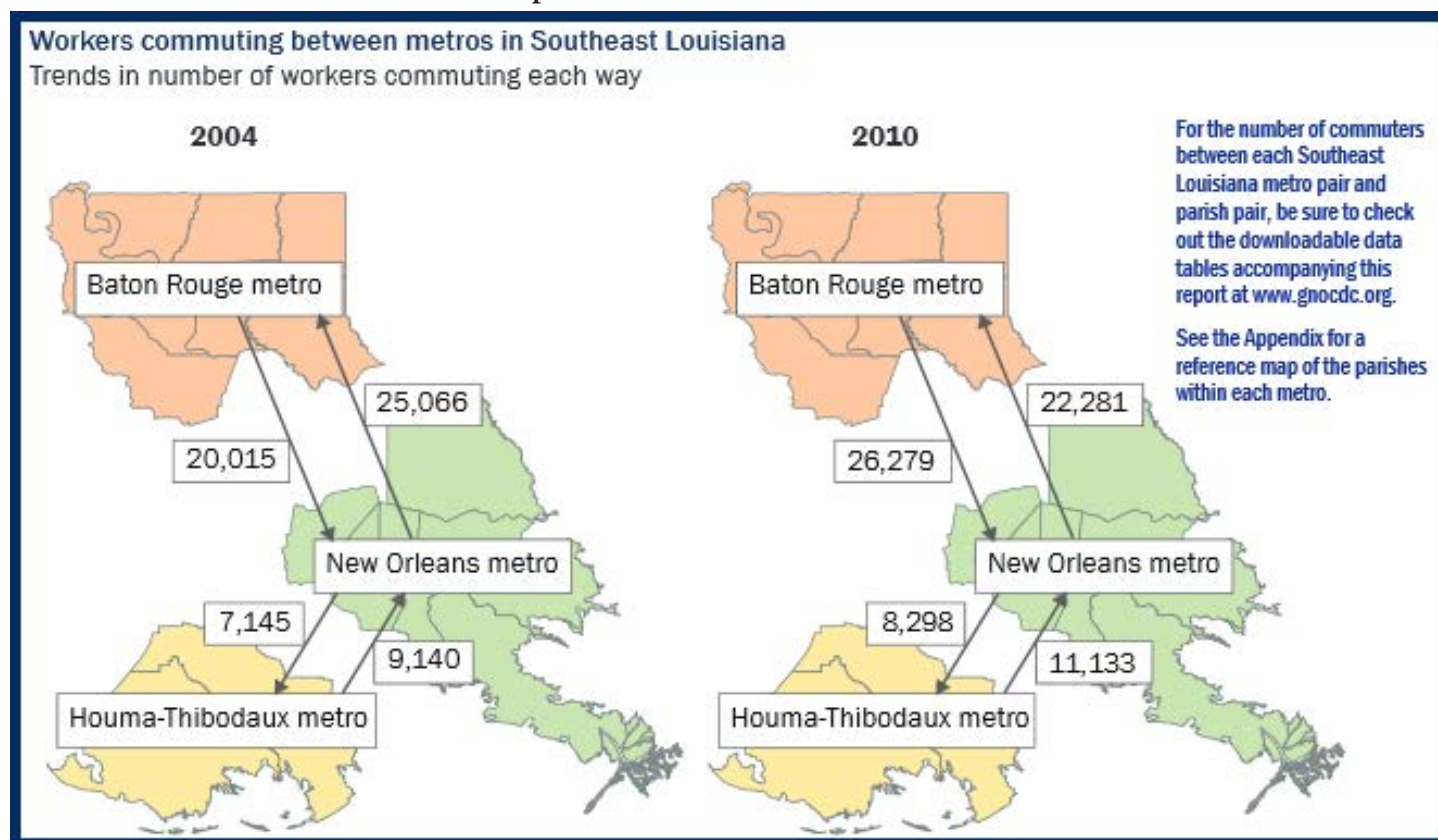 Workers commuting between metros in Southeast Louisiana
Trends in number of workers commuting each way
2004
Baton Rouge metro
25,066
20,015
New Orleans metro
7,145
9,140
Houma-Thibodaux metro
2010
Baton Rouge metro
22,281
26,279
New Orleans metro
8,298
11,133
Houma-Thibodaux metro
For the number of commuters
between each Southeast
Louisiana metro pair and
parish pair, be sure to check
out the downloadable data
tables accompanying this
report at www.gnocdc.org.
See the Appendix for a
reference map of the parishes
within each metro.